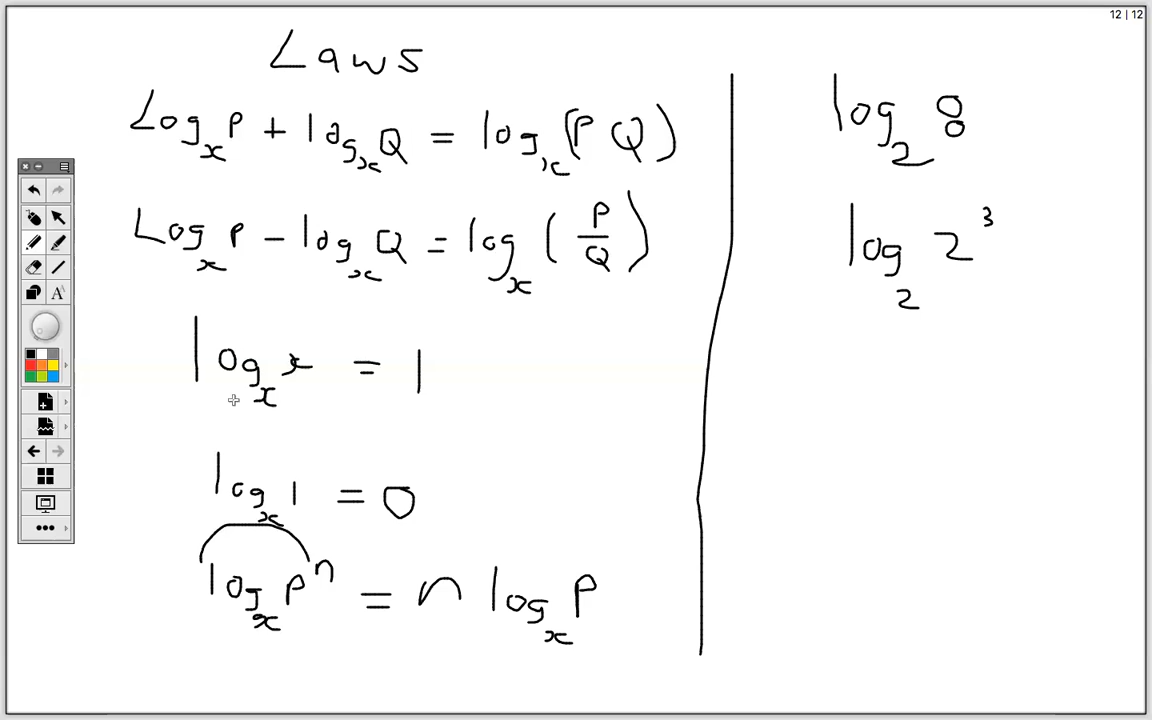 12 | 12
Laws
Log_x P + log_x Q = log_x (P Q)
Log_x P − log_x Q = log_x (P/Q)
log_x x = 1
log_x 1 = 0
log_x P^n = n log_x P
log_2 8
log_2 2^3